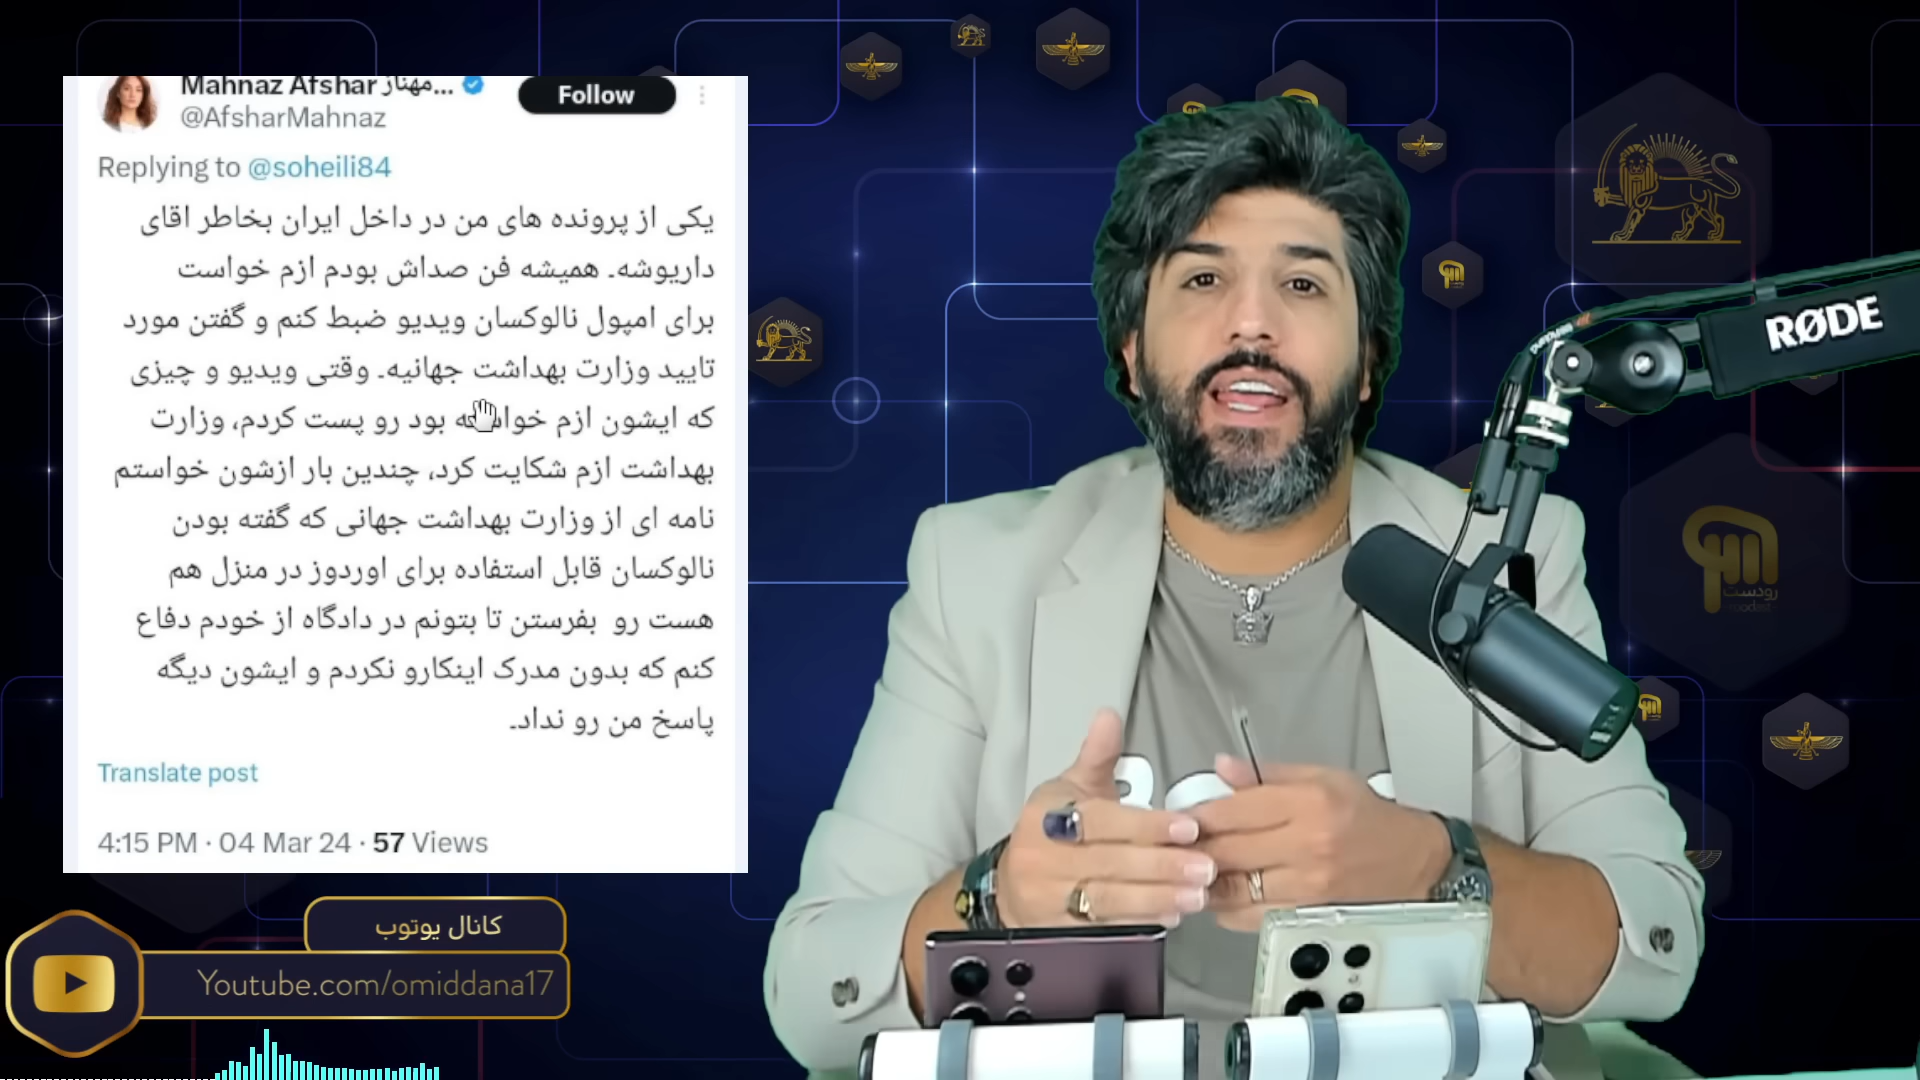 Mahnaz Afshar مهناز...
Follow
@AfsharMahnaz
Replying to @soheili84
یکی از پرونده های من در داخل ایران بخاطر اقای
داریوشه. همیشه فن صداش بودم ازم خواست
برای امپول نالوکسان ویدیو ضبط کنم و گفتن مورد
تایید وزارت بهداشت جهانیه. وقتی ویدیو و چیزی
که ایشون ازم بود رو پست کردم، وزارت
بهداشت ازم شکایت کرد، چندین بار ازشون خواستم
نامه ای از وزارت بهداشت جهانی که گفته بودن
نالوکسان قابل استفاده برای اوردوز در منزل هم
هست رو بفرستن تا بتونم در دادگاه از خودم دفاع
کنم که بدون مدرک اینکارو نکردم و ایشون دیگه
پاسخ من رو نداد.
Translate post
4:15 PM · 04 Mar 24 · 57 Views
RØDE
رودست
کانال یوتوب
Youtube.com/omiddana17